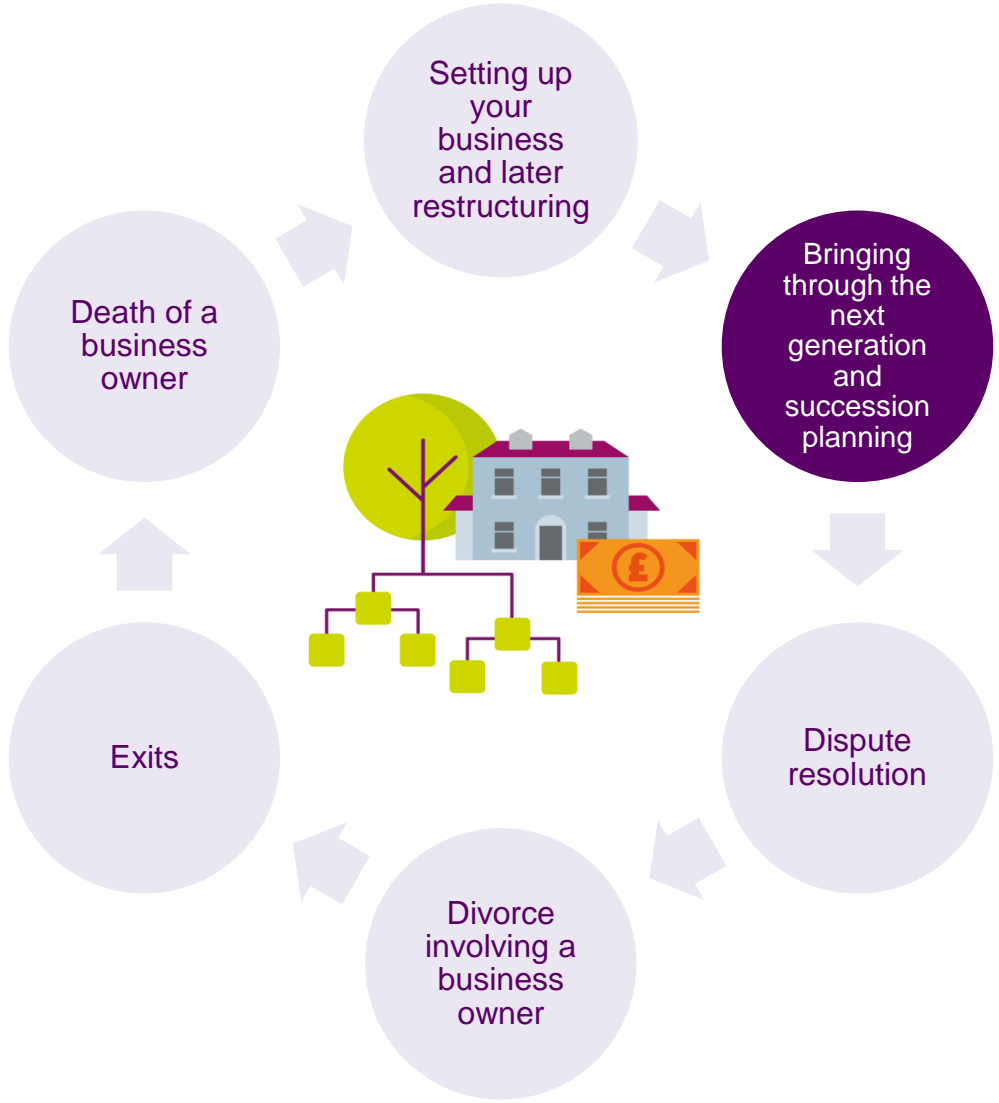 Setting up
your
business
and later
restructuring
Bringing
through the
next
generation
and
succession
planning
Dispute
resolution
Divorce
involving a
business
owner
Exits
Death of a
business
owner
£